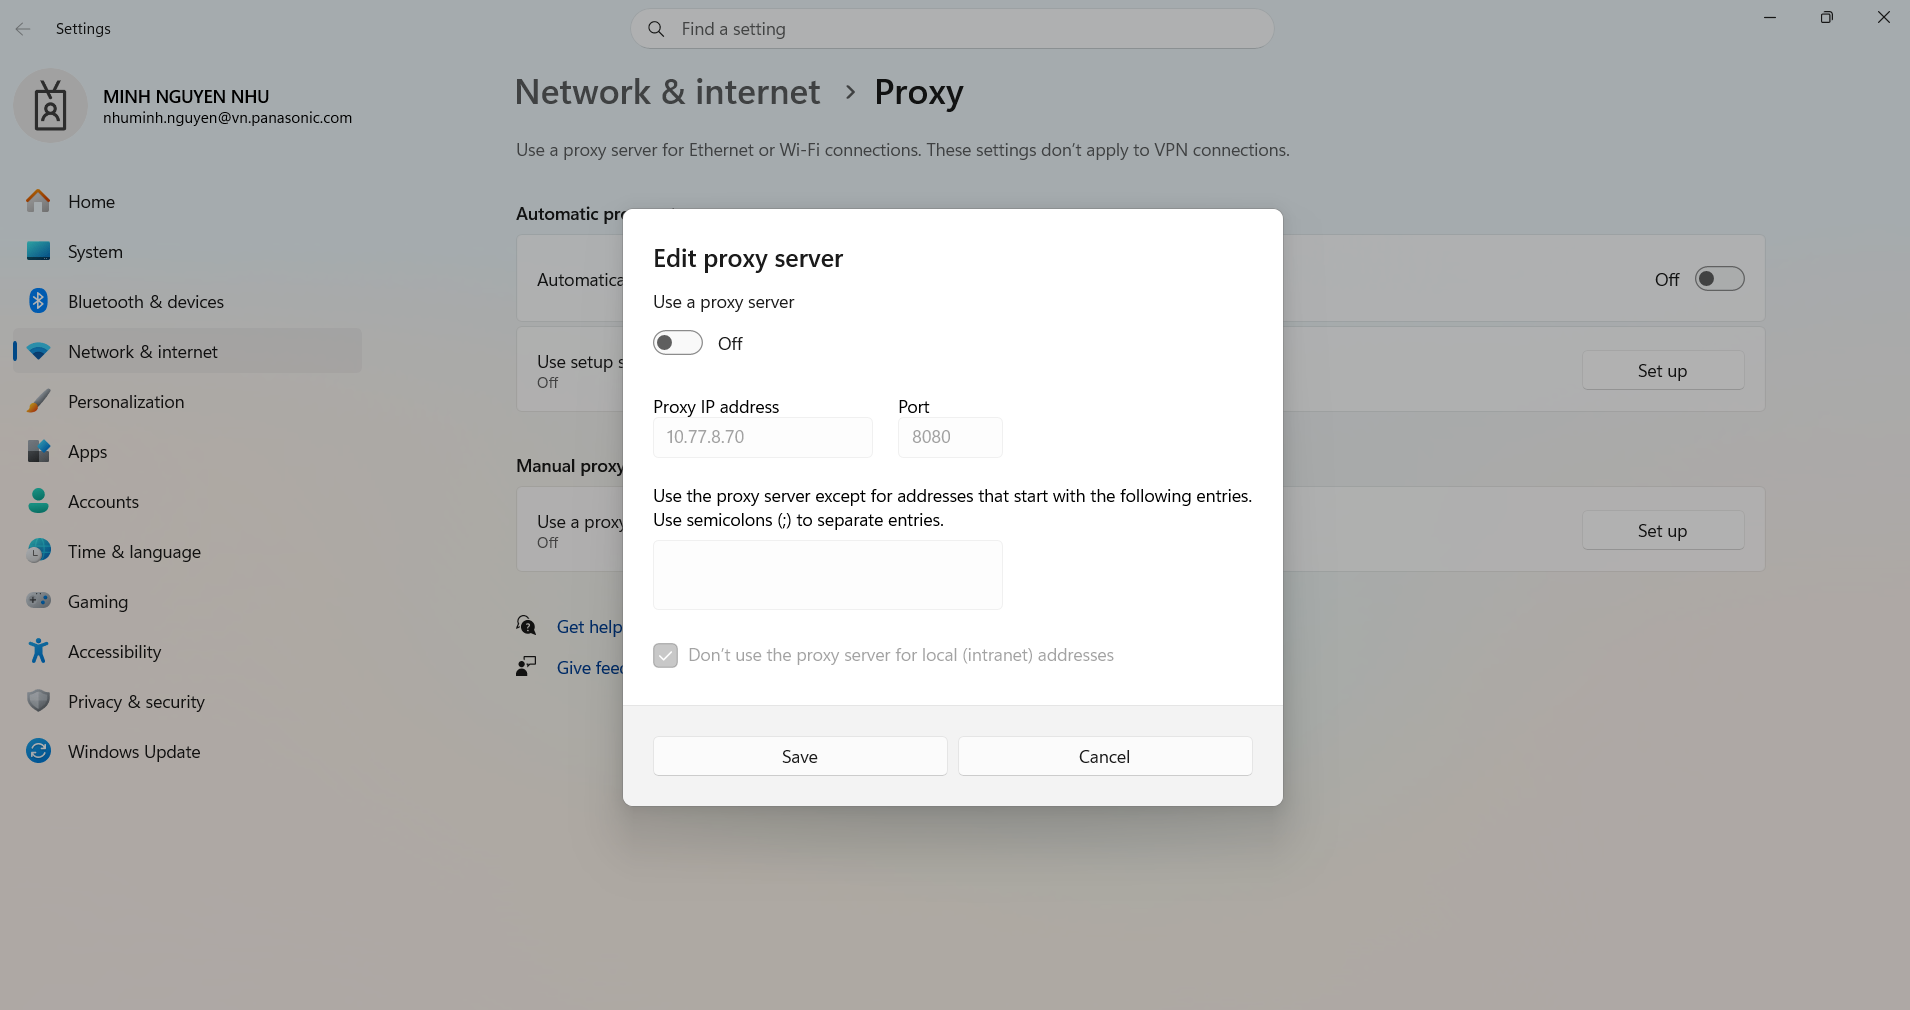 Settings
Find a setting
MINH NGUYEN NHU
nhuminh.nguyen@vn.panasonic.com
Home
System
Bluetooth & devices
Network & internet
Personalization
Apps
Accounts
Time & language
Gaming
Accessibility
Privacy & security
Windows Update
Network & internet > Proxy
Use a proxy server for Ethernet or Wi-Fi connections. These settings don't apply to VPN connections.
Automatic
Off
Use setup
Off
Set up
Manual proxy
Use a proxy
Off
Set up
Get help
Give
Edit proxy server
Use a proxy server
Off
Proxy IP address Port
10.77.8.70 8080
Use the proxy server except for addresses that start with the following entries.
Use semicolons (;) to separate entries.
Don't use the proxy server for local (intranet) addresses
Save Cancel